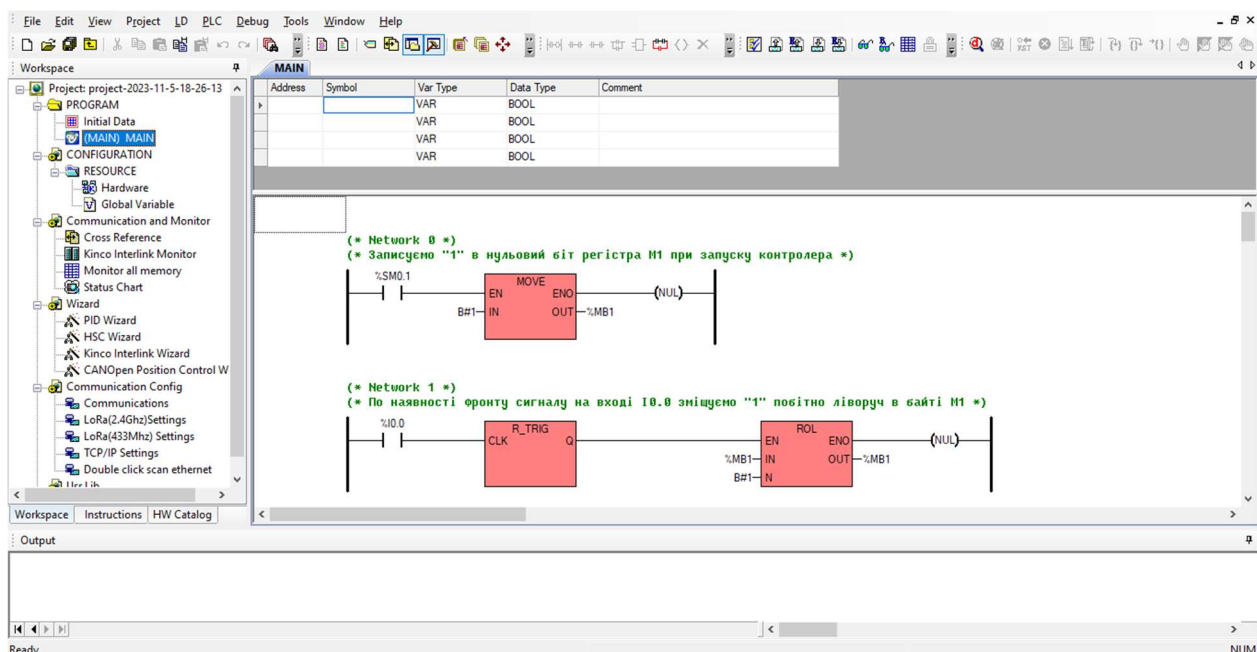 File Edit View Project LD PLC Debug Tools Window Help
Workspace
MAIN
Project: project-2023-11-5-18-26-13
PROGRAM
Initial Data
(MAIN) MAIN
CONFIGURATION
RESOURCE
Hardware
Global Variable
Communication and Monitor
Cross Reference
Kinco Interlink Monitor
Monitor all memory
Status Chart
Wizard
PID Wizard
HSC Wizard
Kinco Interlink Wizard
CANOpen Position Control W
Communication Config
Communications
LoRa(2.4Ghz)Settings
LoRa(433Mhz) Settings
TCP/IP Settings
Double click scan ethernet
Workspace Instructions HW Catalog
Address Symbol Var Type Data Type Comment
VAR BOOL
VAR BOOL
VAR BOOL
VAR BOOL
(* Network 0 *)
(* Записуємо "1" в нульовий біт регістра М1 при запуску контролера *)
%SM0.1
MOVE
EN ENO
(NUL)
B#1 IN OUT %MB1
(* Network 1 *)
(* По наявності фронту сигналу на вході I0.0 зміщуємо "1" побітно ліворуч в байті М1 *)
%I0.0
R_TRIG
ROL
CLK Q
EN ENO
(NUL)
%MB1 IN OUT %MB1
B#1 N
Output
Ready
NUM